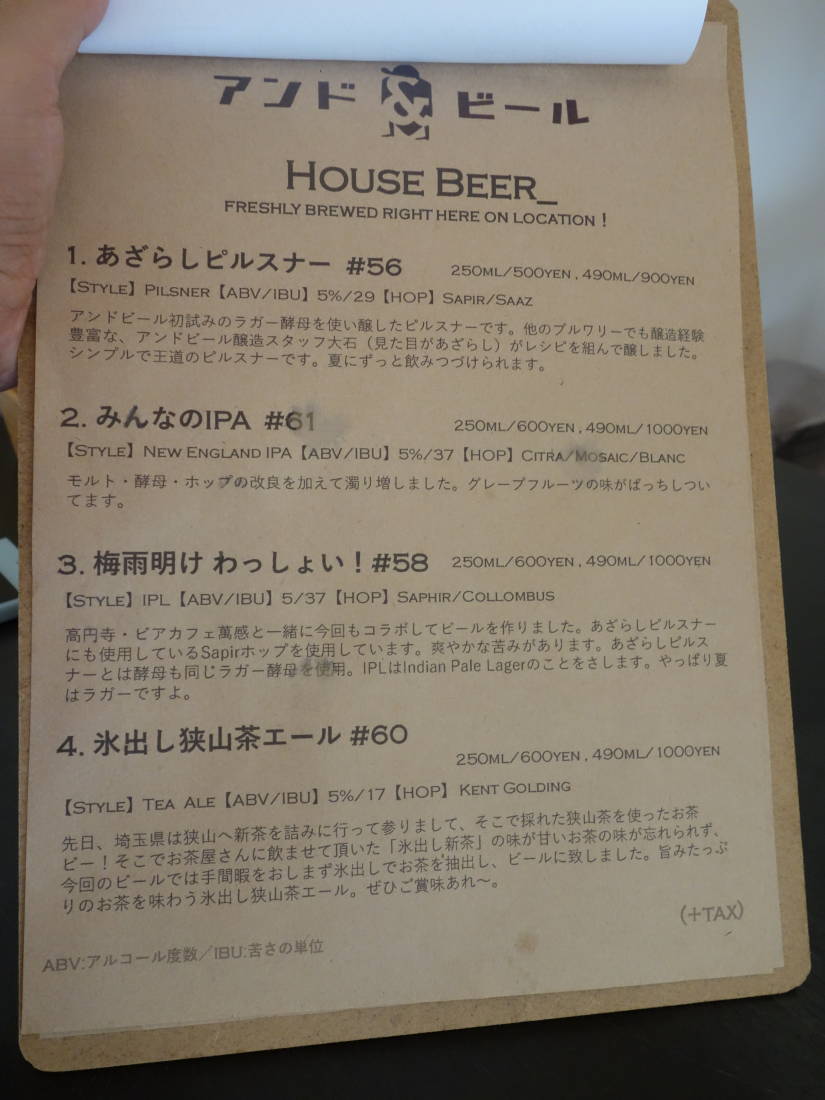 アンド & ビール
HOUSE BEER_
FRESHLY BREWED RIGHT HERE ON LOCATION !
1. あざらしピルスナー #56 250ML/500YEN , 490ML/900YEN
【STYLE】PILSNER【ABV/IBU】5%/29【HOP】SAPIR/SAAZ
アンドビール初試みのラガー酵母を使い醸したピルスナーです。他のブルワリーでも醸造経験
豊富な、アンドビール醸造スタッフ大石（見た目があざらし）がレシピを組んで醸しました。
シンプルで王道のピルスナーです。夏にずっと飲みつづけられます。
2. みんなのIPA #61 250ML/600YEN , 490ML/1000YEN
【STYLE】NEW ENGLAND IPA【ABV/IBU】5%/37【HOP】CITRA/MOSAIC/BLANC
モルト・酵母・ホップの改良を加えて濁り増しました。グレープフルーツの味がばっちしつい
てます。
3. 梅雨明け わっしょい！#58 250ML/600YEN , 490ML/1000YEN
【STYLE】IPL【ABV/IBU】5/37【HOP】SAPHIR/COLLOMBUS
高円寺・ビアカフェ萬感と一緒に今回もコラボしてビールを作りました。あざらしピルスナー
にも使用しているSapirホップを使用しています。爽やかな苦みがあります。あざらしピルス
ナーとは酵母も同じラガー酵母を使用。IPLはIndian Pale Lagerのことをさします。やっぱり夏
はラガーですよ。
4. 氷出し狭山茶エール #60
250ML/600YEN , 490ML/1000YEN
【STYLE】TEA ALE【ABV/IBU】5%/17【HOP】KENT GOLDING
先日、埼玉県は狭山へ新茶を詰みに行って参りまして、そこで採れた狭山茶を使ったお茶
ビー！そこでお茶屋さんに飲ませて頂いた「氷出し新茶」の味が甘いお茶の味が忘れられず、
今回のビールでは手間暇をおしまず氷出しでお茶を抽出し、ビールに致しました。旨みたっぷ
りのお茶を味わう氷出し狭山茶エール。ぜひご賞味あれ〜。
(+TAX)
ABV:アルコール度数／IBU:苦さの単位